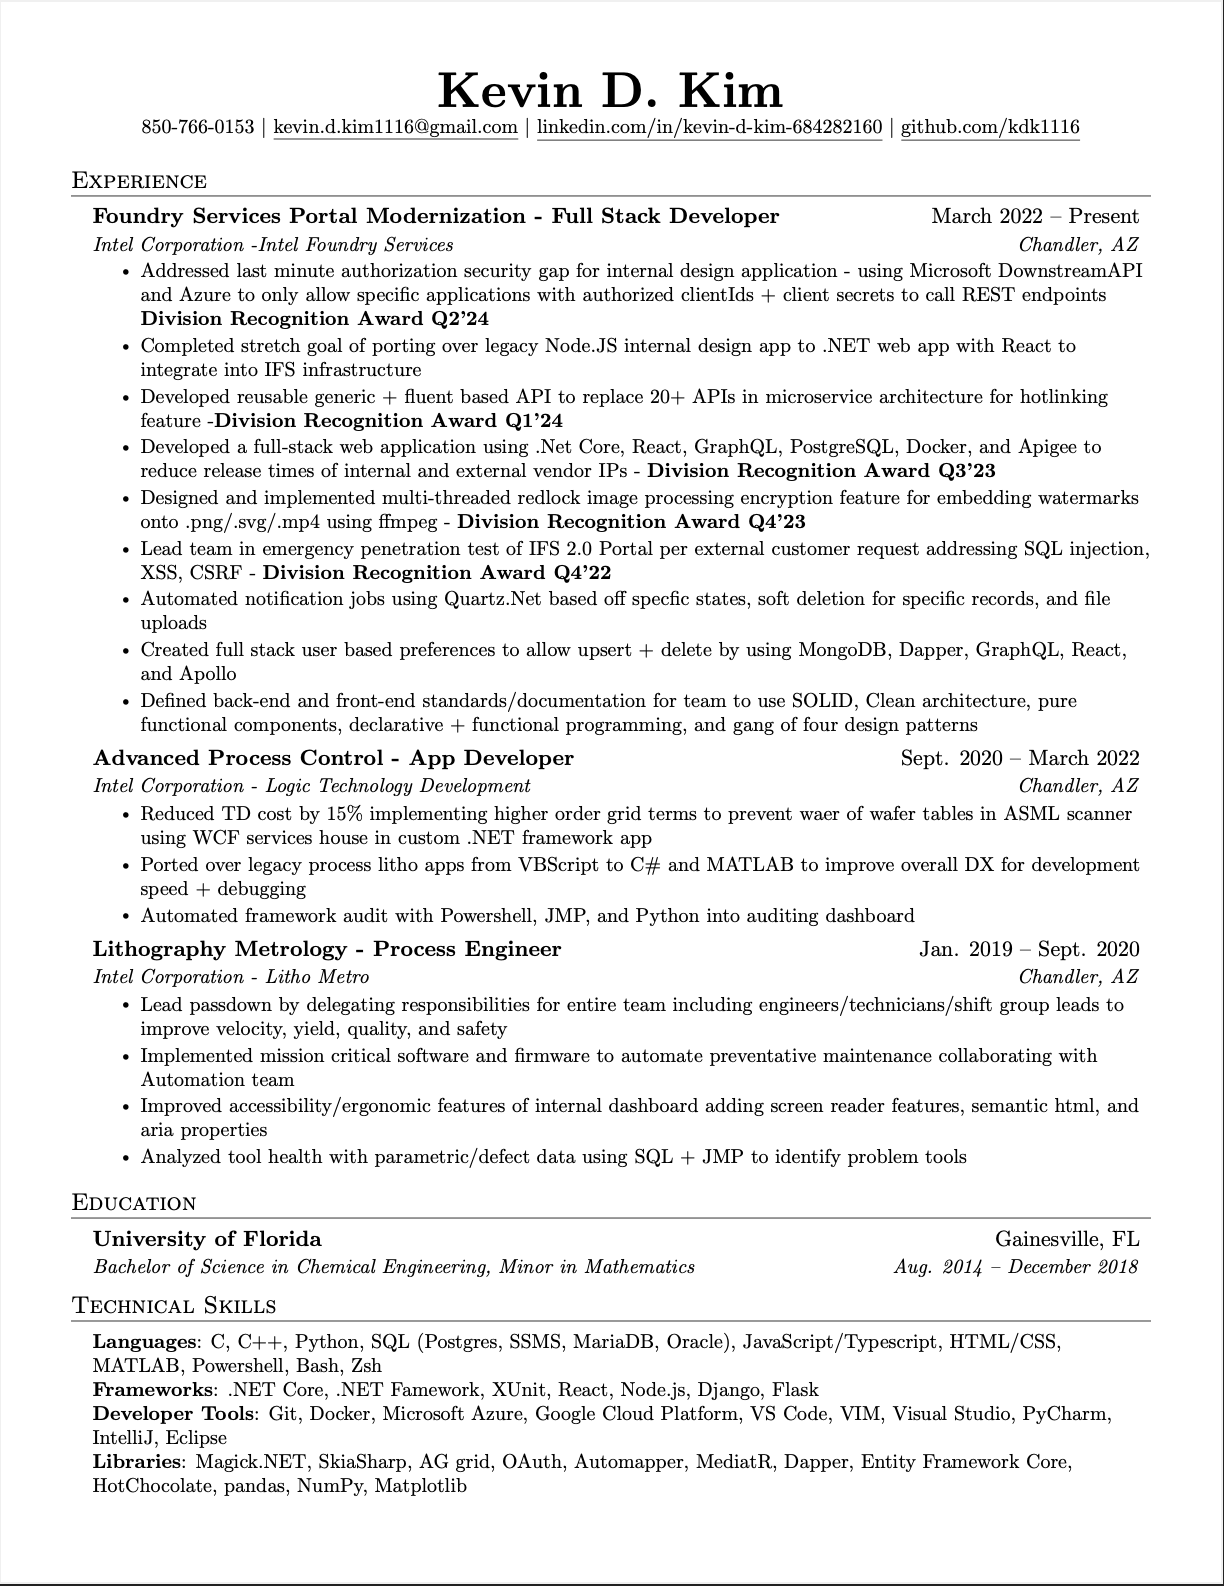 Kevin D. Kim
850-766-0153 | kevin.d.kim1116@gmail.com | linkedin.com/in/kevin-d-kim-684282160 | github.com/kdk1116
Experience
Foundry Services Portal Modernization - Full Stack Developer March 2022 – Present
Intel Corporation -Intel Foundry Services Chandler, AZ
• Addressed last minute authorization security gap for internal design application - using Microsoft DownstreamAPI
and Azure to only allow specific applications with authorized clientIds + client secrets to call REST endpoints
Division Recognition Award Q2'24
• Completed stretch goal of porting over legacy Node.JS internal design app to .NET web app with React to
integrate into IFS infrastructure
• Developed reusable generic + fluent based API to replace 20+ APIs in microservice architecture for hotlinking
feature -Division Recognition Award Q1'24
• Developed a full-stack web application using .Net Core, React, GraphQL, PostgreSQL, Docker, and Apigee to
reduce release times of internal and external vendor IPs - Division Recognition Award Q3'23
• Designed and implemented multi-threaded redlock image processing encryption feature for embedding watermarks
onto .png/.svg/.mp4 using ffmpeg - Division Recognition Award Q4'23
• Lead team in emergency penetration test of IFS 2.0 Portal per external customer request addressing SQL injection,
XSS, CSRF - Division Recognition Award Q4'22
• Automated notification jobs using Quartz.Net based off specfic states, soft deletion for specific records, and file
uploads
• Created full stack user based preferences to allow upsert + delete by using MongoDB, Dapper, GraphQL, React,
and Apollo
• Defined back-end and front-end standards/documentation for team to use SOLID, Clean architecture, pure
functional components, declarative + functional programming, and gang of four design patterns
Advanced Process Control - App Developer Sept. 2020 – March 2022
Intel Corporation - Logic Technology Development Chandler, AZ
• Reduced TD cost by 15% implementing higher order grid terms to prevent waer of wafer tables in ASML scanner
using WCF services house in custom .NET framework app
• Ported over legacy process litho apps from VBScript to C# and MATLAB to improve overall DX for development
speed + debugging
• Automated framework audit with Powershell, JMP, and Python into auditing dashboard
Lithography Metrology - Process Engineer Jan. 2019 – Sept. 2020
Intel Corporation - Litho Metro Chandler, AZ
• Lead passdown by delegating responsibilities for entire team including engineers/technicians/shift group leads to
improve velocity, yield, quality, and safety
• Implemented mission critical software and firmware to automate preventative maintenance collaborating with
Automation team
• Improved accessibility/ergonomic features of internal dashboard adding screen reader features, semantic html, and
aria properties
• Analyzed tool health with parametric/defect data using SQL + JMP to identify problem tools
Education
University of Florida Gainesville, FL
Bachelor of Science in Chemical Engineering, Minor in Mathematics Aug. 2014 – December 2018
Technical Skills
Languages: C, C++, Python, SQL (Postgres, SSMS, MariaDB, Oracle), JavaScript/Typescript, HTML/CSS,
MATLAB, Powershell, Bash, Zsh
Frameworks: .NET Core, .NET Famework, XUnit, React, Node.js, Django, Flask
Developer Tools: Git, Docker, Microsoft Azure, Google Cloud Platform, VS Code, VIM, Visual Studio, PyCharm,
IntelliJ, Eclipse
Libraries: Magick.NET, SkiaSharp, AG grid, OAuth, Automapper, MediatR, Dapper, Entity Framework Core,
HotChocolate, pandas, NumPy, Matplotlib